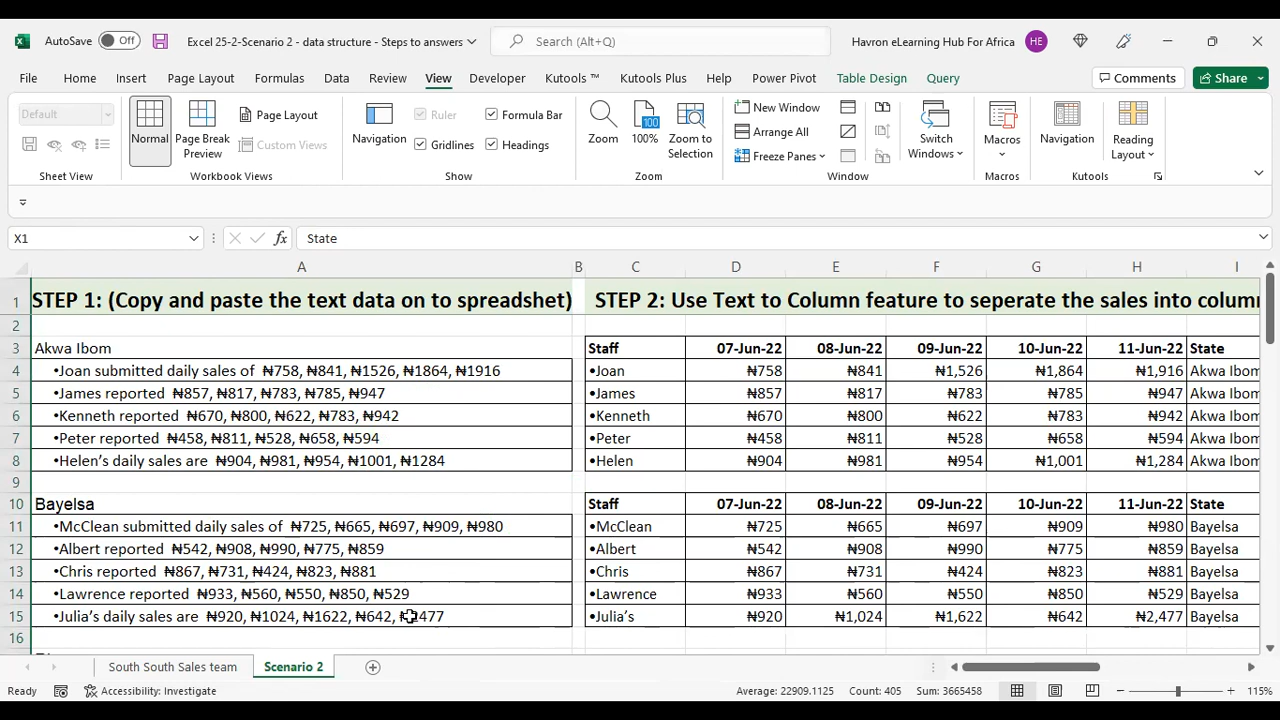 AutoSave Off Excel 25-2-Scenario 2 - data structure - Steps to answers Search (Alt+Q) Havron eLearning Hub For Africa HE
File Home Insert Page Layout Formulas Data Review View Developer Kutools ™ Kutools Plus Help Power Pivot Table Design Query Comments Share
Default Normal Page Break Preview Page Layout Custom Views Navigation Ruler Formula Bar Gridlines Headings Zoom 100 100% Zoom to Selection New Window Arrange All Freeze Panes Switch Windows Macros Navigation Reading Layout
Sheet View Workbook Views Show Zoom Window Macros Kutools
X1 fx State
A B C D E F G H I
1 STEP 1: (Copy and paste the text data on to spreadshet) STEP 2: Use Text to Column feature to seperate the sales into
2
3 Akwa Ibom Staff 07-Jun-22 08-Jun-22 09-Jun-22 10-Jun-22 11-Jun-22 State
4 •Joan submitted daily sales of ₦758, ₦841, ₦1526, ₦1864, ₦1916 •Joan ₦758 ₦841 ₦1,526 ₦1,864 ₦1,916 Akwa Ibom
5 •James reported ₦857, ₦817, ₦783, ₦785, ₦947 •James ₦857 ₦817 ₦783 ₦785 ₦947 Akwa Ibom
6 •Kenneth reported ₦670, ₦800, ₦622, ₦783, ₦942 •Kenneth ₦670 ₦800 ₦622 ₦783 ₦942 Akwa Ibom
7 •Peter reported ₦458, ₦811, ₦528, ₦658, ₦594 •Peter ₦458 ₦811 ₦528 ₦658 ₦594 Akwa Ibom
8 •Helen’s daily sales are ₦904, ₦981, ₦954, ₦1001, ₦1284 •Helen ₦904 ₦981 ₦954 ₦1,001 ₦1,284 Akwa Ibom
9
10 Bayelsa Staff 07-Jun-22 08-Jun-22 09-Jun-22 10-Jun-22 11-Jun-22 State
11 •McClean submitted daily sales of ₦725, ₦665, ₦697, ₦909, ₦980 •McClean ₦725 ₦665 ₦697 ₦909 ₦980 Bayelsa
12 •Albert reported ₦542, ₦908, ₦990, ₦775, ₦859 •Albert ₦542 ₦908 ₦990 ₦775 ₦859 Bayelsa
13 •Chris reported ₦867, ₦731, ₦424, ₦823, ₦881 •Chris ₦867 ₦731 ₦424 ₦823 ₦881 Bayelsa
14 •Lawrence reported ₦933, ₦560, ₦550, ₦850, ₦529 •Lawrence ₦933 ₦560 ₦550 ₦850 ₦529 Bayelsa
15 •Julia’s daily sales are ₦920, ₦1024, ₦1622, ₦642, •Julia’s ₦920 ₦1,024 ₦1,622 ₦642 ₦2,477 Bayelsa
16
South South Sales team Scenario 2
Ready Accessibility: Investigate Average: 22909.1125 Count: 405 Sum: 3665458 115%